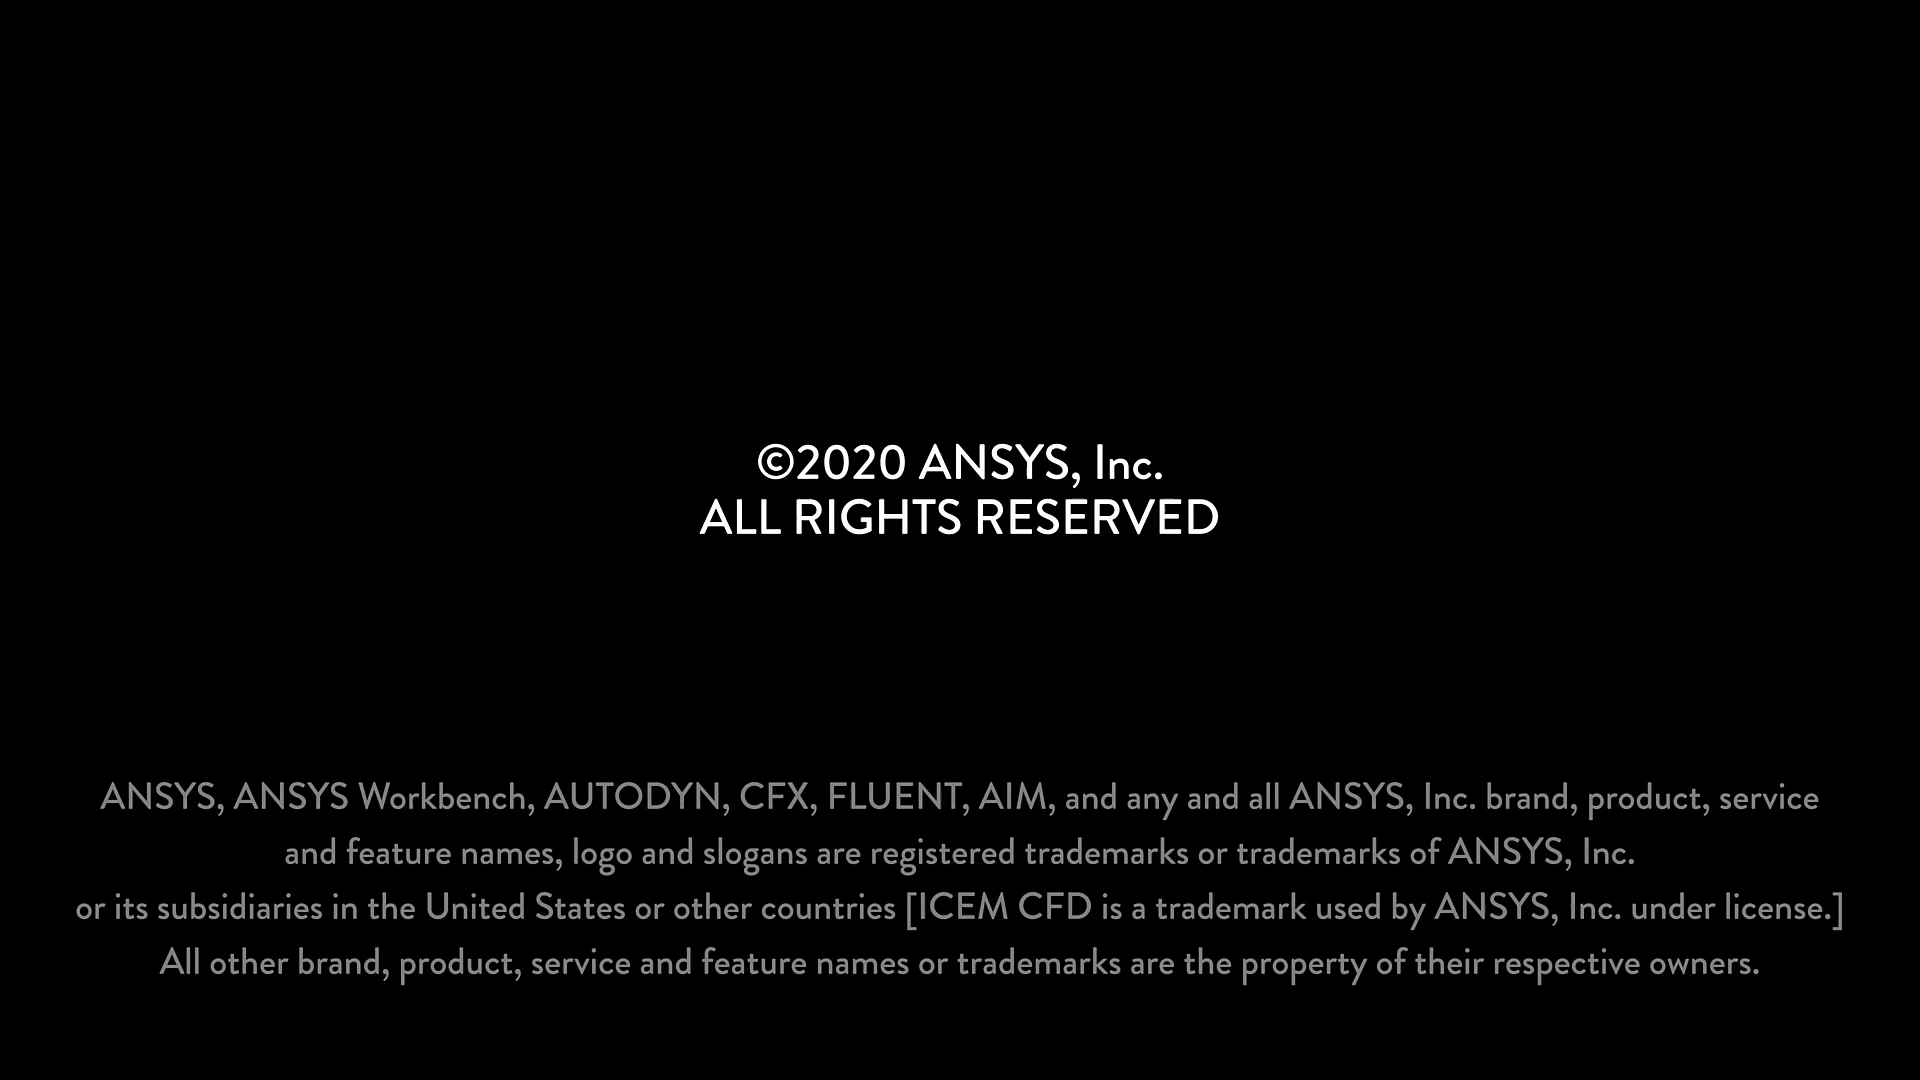 ©2020 ANSYS, Inc.
ALL RIGHTS RESERVED
ANSYS, ANSYS Workbench, AUTODYN, CFX, FLUENT, AIM, and any and all ANSYS, Inc. brand, product, service
and feature names, logo and slogans are registered trademarks or trademarks of ANSYS, Inc.
or its subsidiaries in the United States or other countries [ICEM CFD is a trademark used by ANSYS, Inc. under license.]
All other brand, product, service and feature names or trademarks are the property of their respective owners.